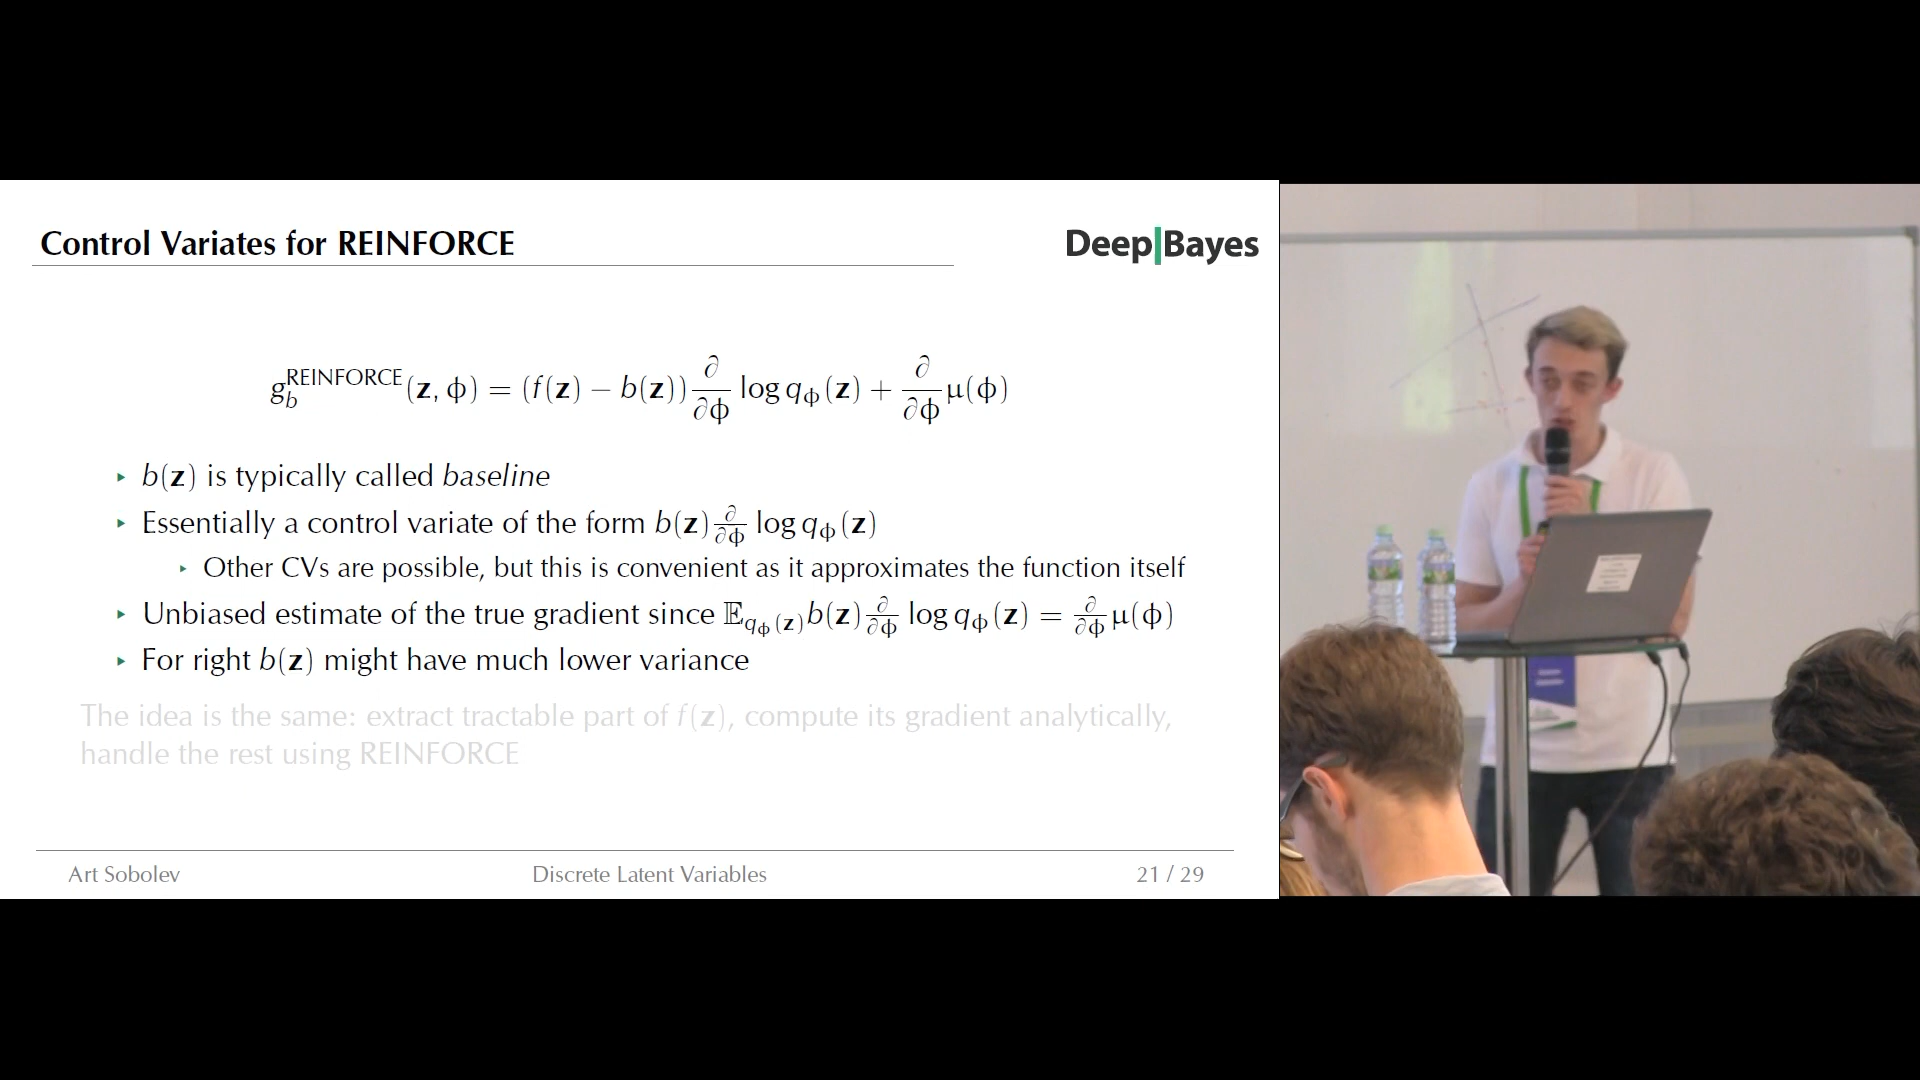 Control Variates for REINFORCE
Deep|Bayes
g_b^REINFORCE(z, ϕ) = (f(z) − b(z)) ∂/∂ϕ log q_ϕ(z) + ∂/∂ϕ μ(ϕ)
▸ b(z) is typically called baseline
▸ Essentially a control variate of the form b(z) ∂/∂ϕ log q_ϕ(z)
▸ Other CVs are possible, but this is convenient as it approximates the function itself
▸ Unbiased estimate of the true gradient since 𝔼_{q_ϕ(z)} b(z) ∂/∂ϕ log q_ϕ(z) = ∂/∂ϕ μ(ϕ)
▸ For right b(z) might have much lower variance
The idea is the same: extract tractable part of f(z), compute its gradient analytically,
handle the rest using REINFORCE
Art Sobolev
Discrete Latent Variables
21 / 29